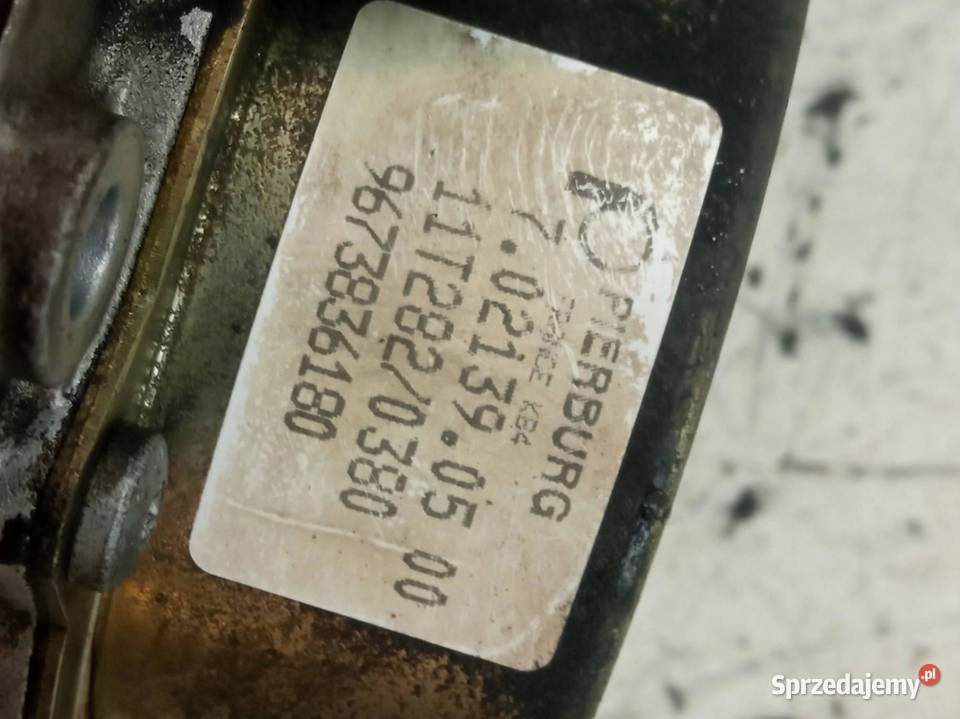 PIERBURG
FRANCE KB4
7.02139.05 00
11T282/0380
9673836180
Sprzedajemy.pl